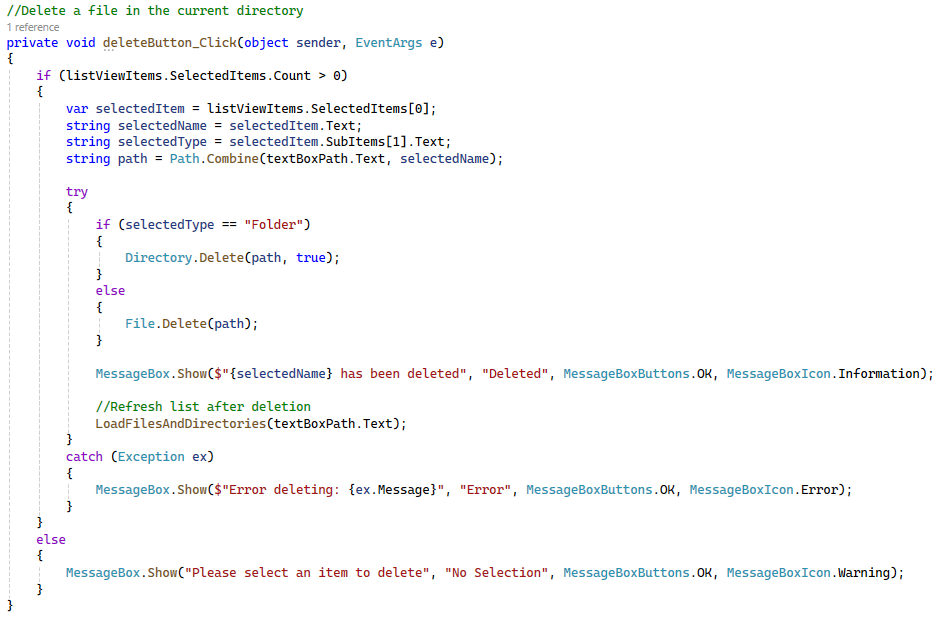 //Delete a file in the current directory
1 reference
private void deleteButton_Click(object sender, EventArgs e)
{
    if (listViewItems.SelectedItems.Count > 0)
    {
        var selectedItem = listViewItems.SelectedItems[0];
        string selectedName = selectedItem.Text;
        string selectedType = selectedItem.SubItems[1].Text;
        string path = Path.Combine(textBoxPath.Text, selectedName);

        try
        {
            if (selectedType == "Folder")
            {
                Directory.Delete(path, true);
            }
            else
            {
                File.Delete(path);
            }

            MessageBox.Show($"{selectedName} has been deleted", "Deleted", MessageBoxButtons.OK, MessageBoxIcon.Information);

            //Refresh list after deletion
            LoadFilesAndDirectories(textBoxPath.Text);
        }
        catch (Exception ex)
        {
            MessageBox.Show($"Error deleting: {ex.Message}", "Error", MessageBoxButtons.OK, MessageBoxIcon.Error);
        }
    }
    else
    {
        MessageBox.Show("Please select an item to delete", "No Selection", MessageBoxButtons.OK, MessageBoxIcon.Warning);
    }
}